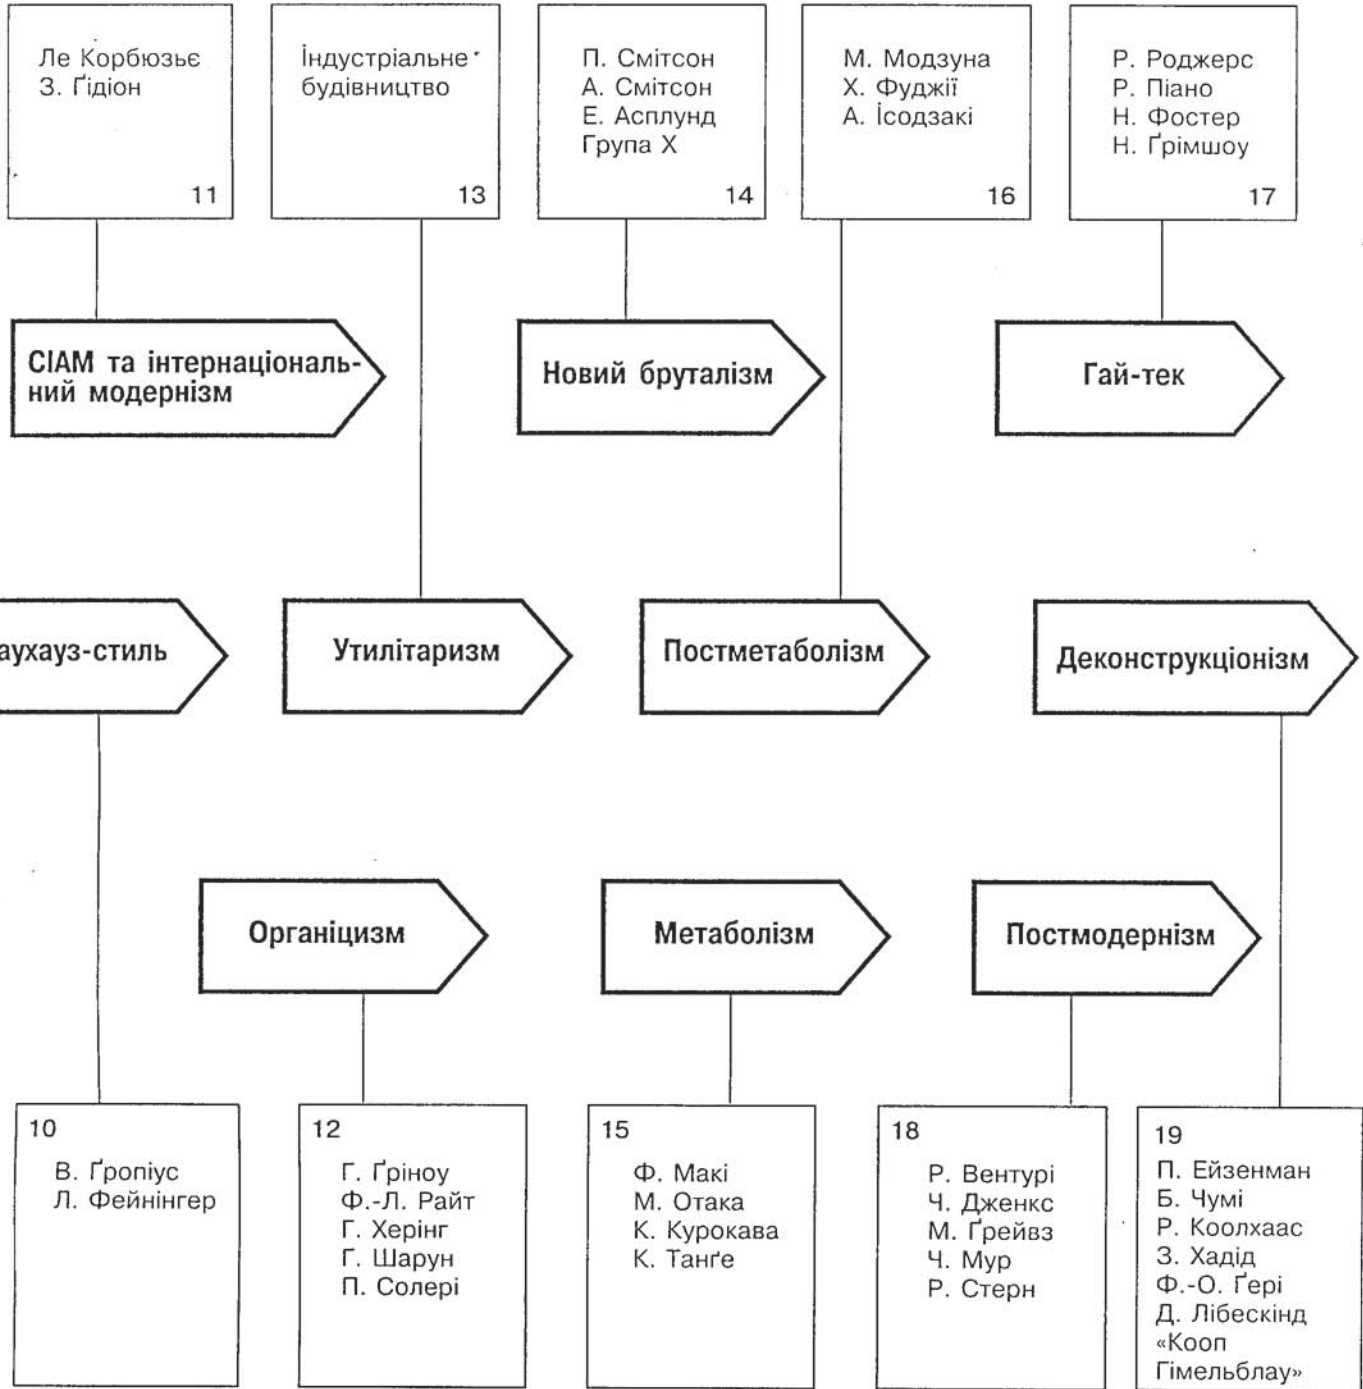 Ле Корбюзьє
З. Ґідіон
11
Індустріальне
будівництво
13
П. Смітсон
А. Смітсон
Е. Асплунд
Група Х
14
М. Модзуна
Х. Фуджії
А. Ісодзакі
16
Р. Роджерс
Р. Піано
Н. Фостер
Н. Ґрімшоу
17
СІАМ та інтернаціональ-
ний модернізм
Новий бруталізм
Гай-тек
аухауз-стиль
Утилітаризм
Постметаболізм
Деконструкціонізм
Органіцизм
Метаболізм
Постмодернізм
10
В. Ґропіус
Л. Фейнінгер
12
Г. Ґріноу
Ф.-Л. Райт
Г. Херінг
Г. Шарун
П. Солері
15
Ф. Макі
М. Отака
К. Курокава
К. Танґе
18
Р. Вентурі
Ч. Дженкс
М. Ґрейвз
Ч. Мур
Р. Стерн
19
П. Ейзенман
Б. Чумі
Р. Коолхаас
З. Хадід
Ф.-О. Ґері
Д. Лібескінд
«Кооп
Гімельблау»